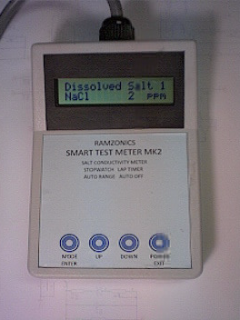 Dissolved Salt 1
NaCl 2 ppm
RAMZONICS
SMART TEST METER MK2
SALT CONDUCTIVITY METER
STOPWATCH LAP TIMER
AUTO RANGE AUTO OFF
MODE UP DOWN POWER
ENTER EXIT